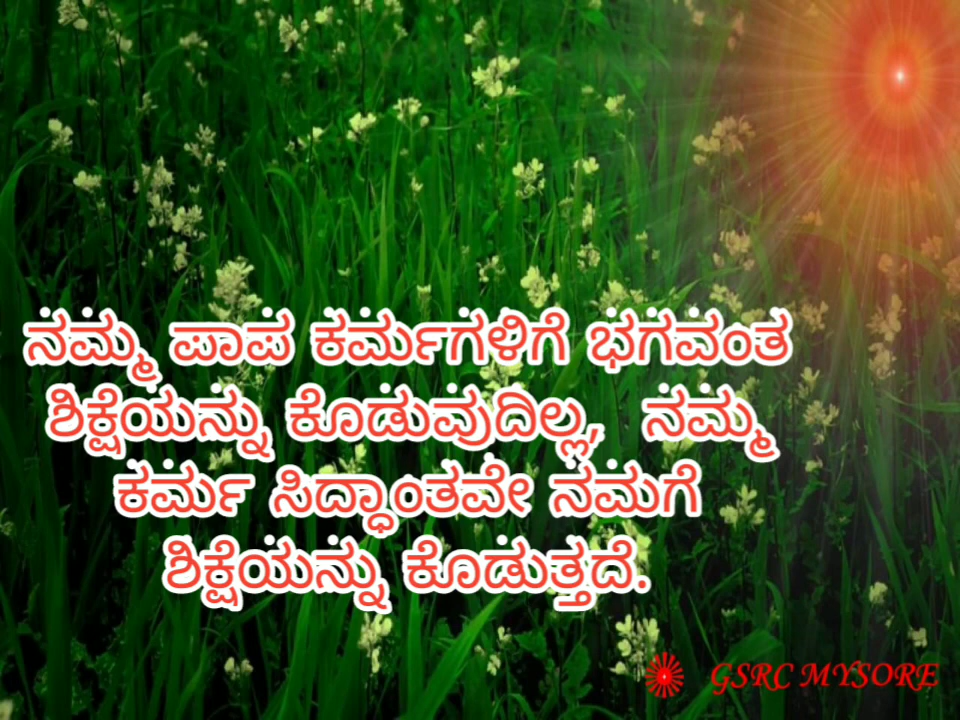 ನಮ್ಮ ಪಾಪ ಕರ್ಮಗಳಿಗೆ ಭಗವಂತ
ಶಿಕ್ಷೆಯನ್ನು ಕೊಡುವುದಿಲ್ಲ, ನಮ್ಮ
ಕರ್ಮ ಸಿದ್ಧಾಂತವೇ ನಮಗೆ
ಶಿಕ್ಷೆಯನ್ನು ಕೊಡುತ್ತದೆ.
GSRC MYSORE